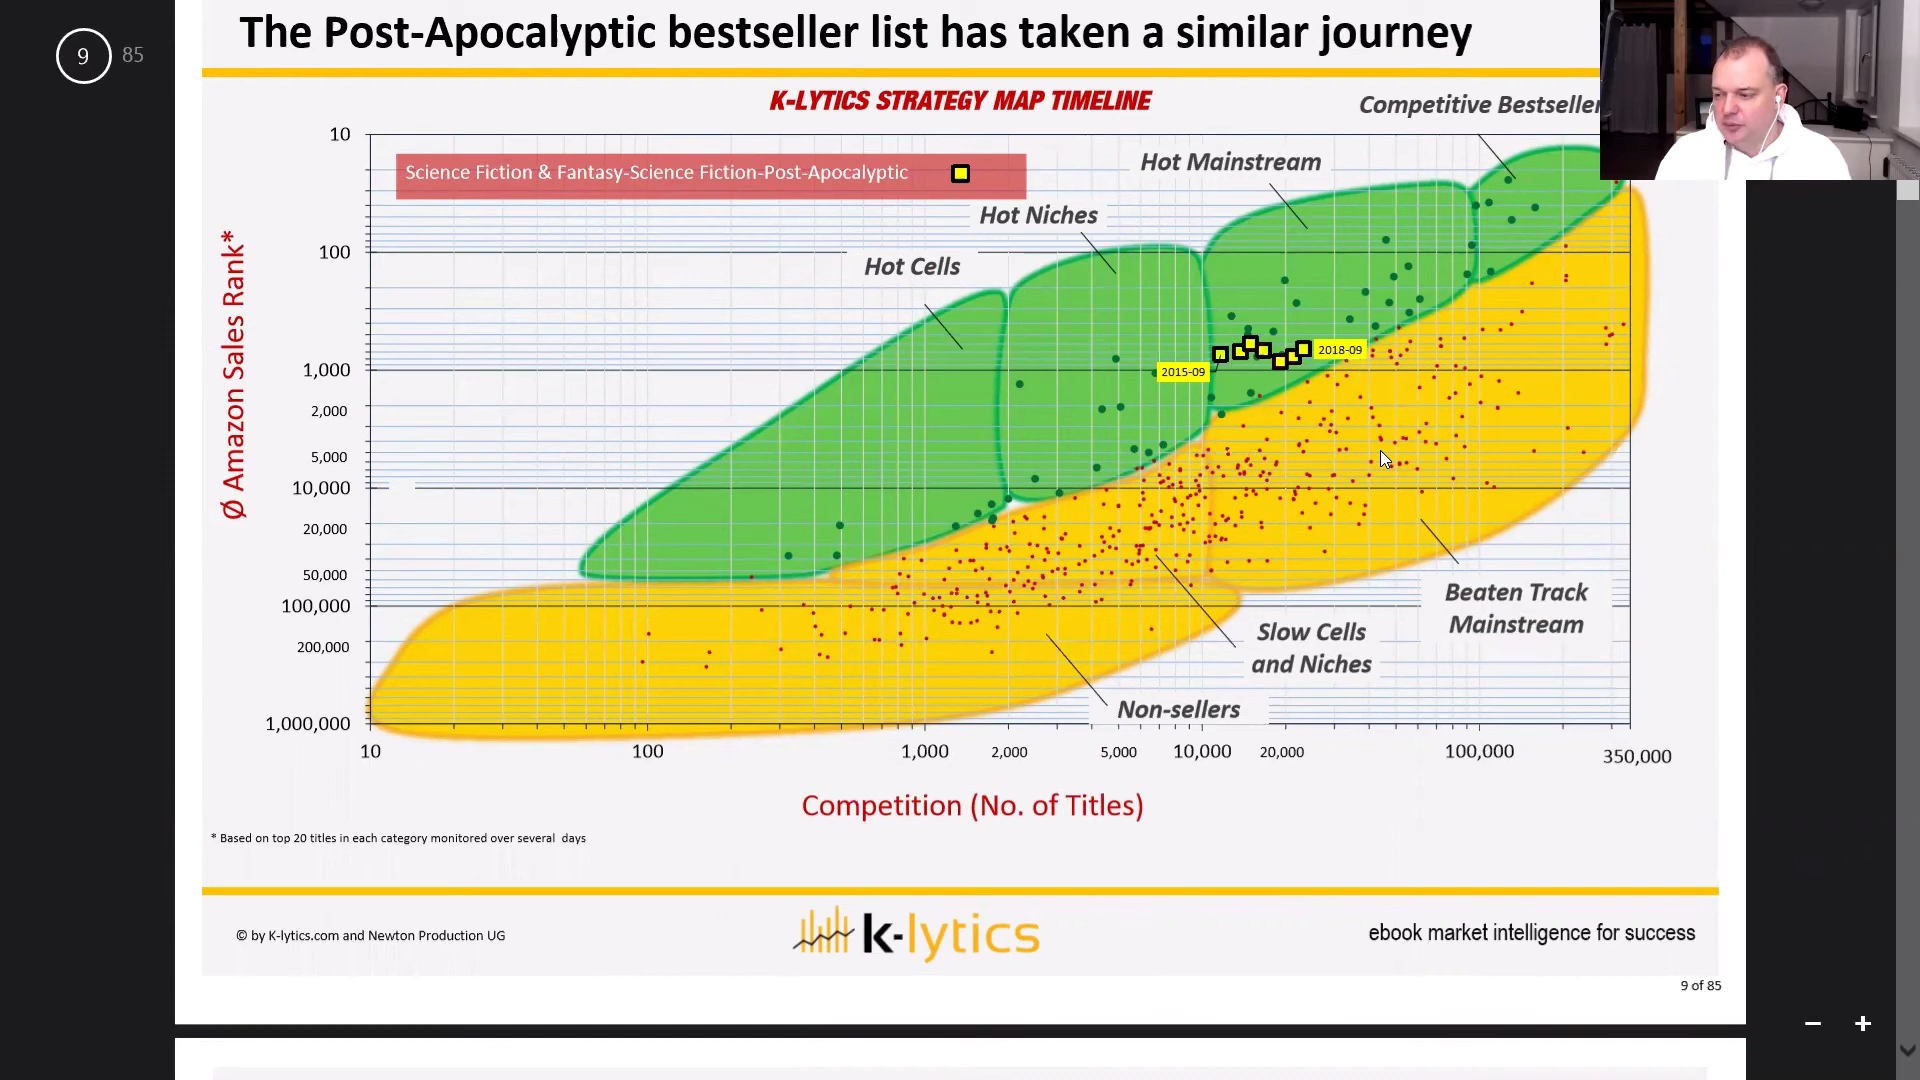 9 85
The Post-Apocalyptic bestseller list has taken a similar journey
K-LYTICS STRATEGY MAP TIMELINE
Competitive Bestseller
Science Fiction & Fantasy-Science Fiction-Post-Apocalyptic
Hot Mainstream
Hot Niches
Hot Cells
Ø Amazon Sales Rank*
10
100
1,000
2,000
5,000
10,000
20,000
50,000
100,000
200,000
1,000,000
2015-09
2018-09
Beaten Track
Mainstream
Slow Cells
and Niches
Non-sellers
10 100 1,000 2,000 5,000 10,000 20,000 100,000 350,000
Competition (No. of Titles)
* Based on top 20 titles in each category monitored over several days
© by K-lytics.com and Newton Production UG
k-lytics
ebook market intelligence for success
9 of 85